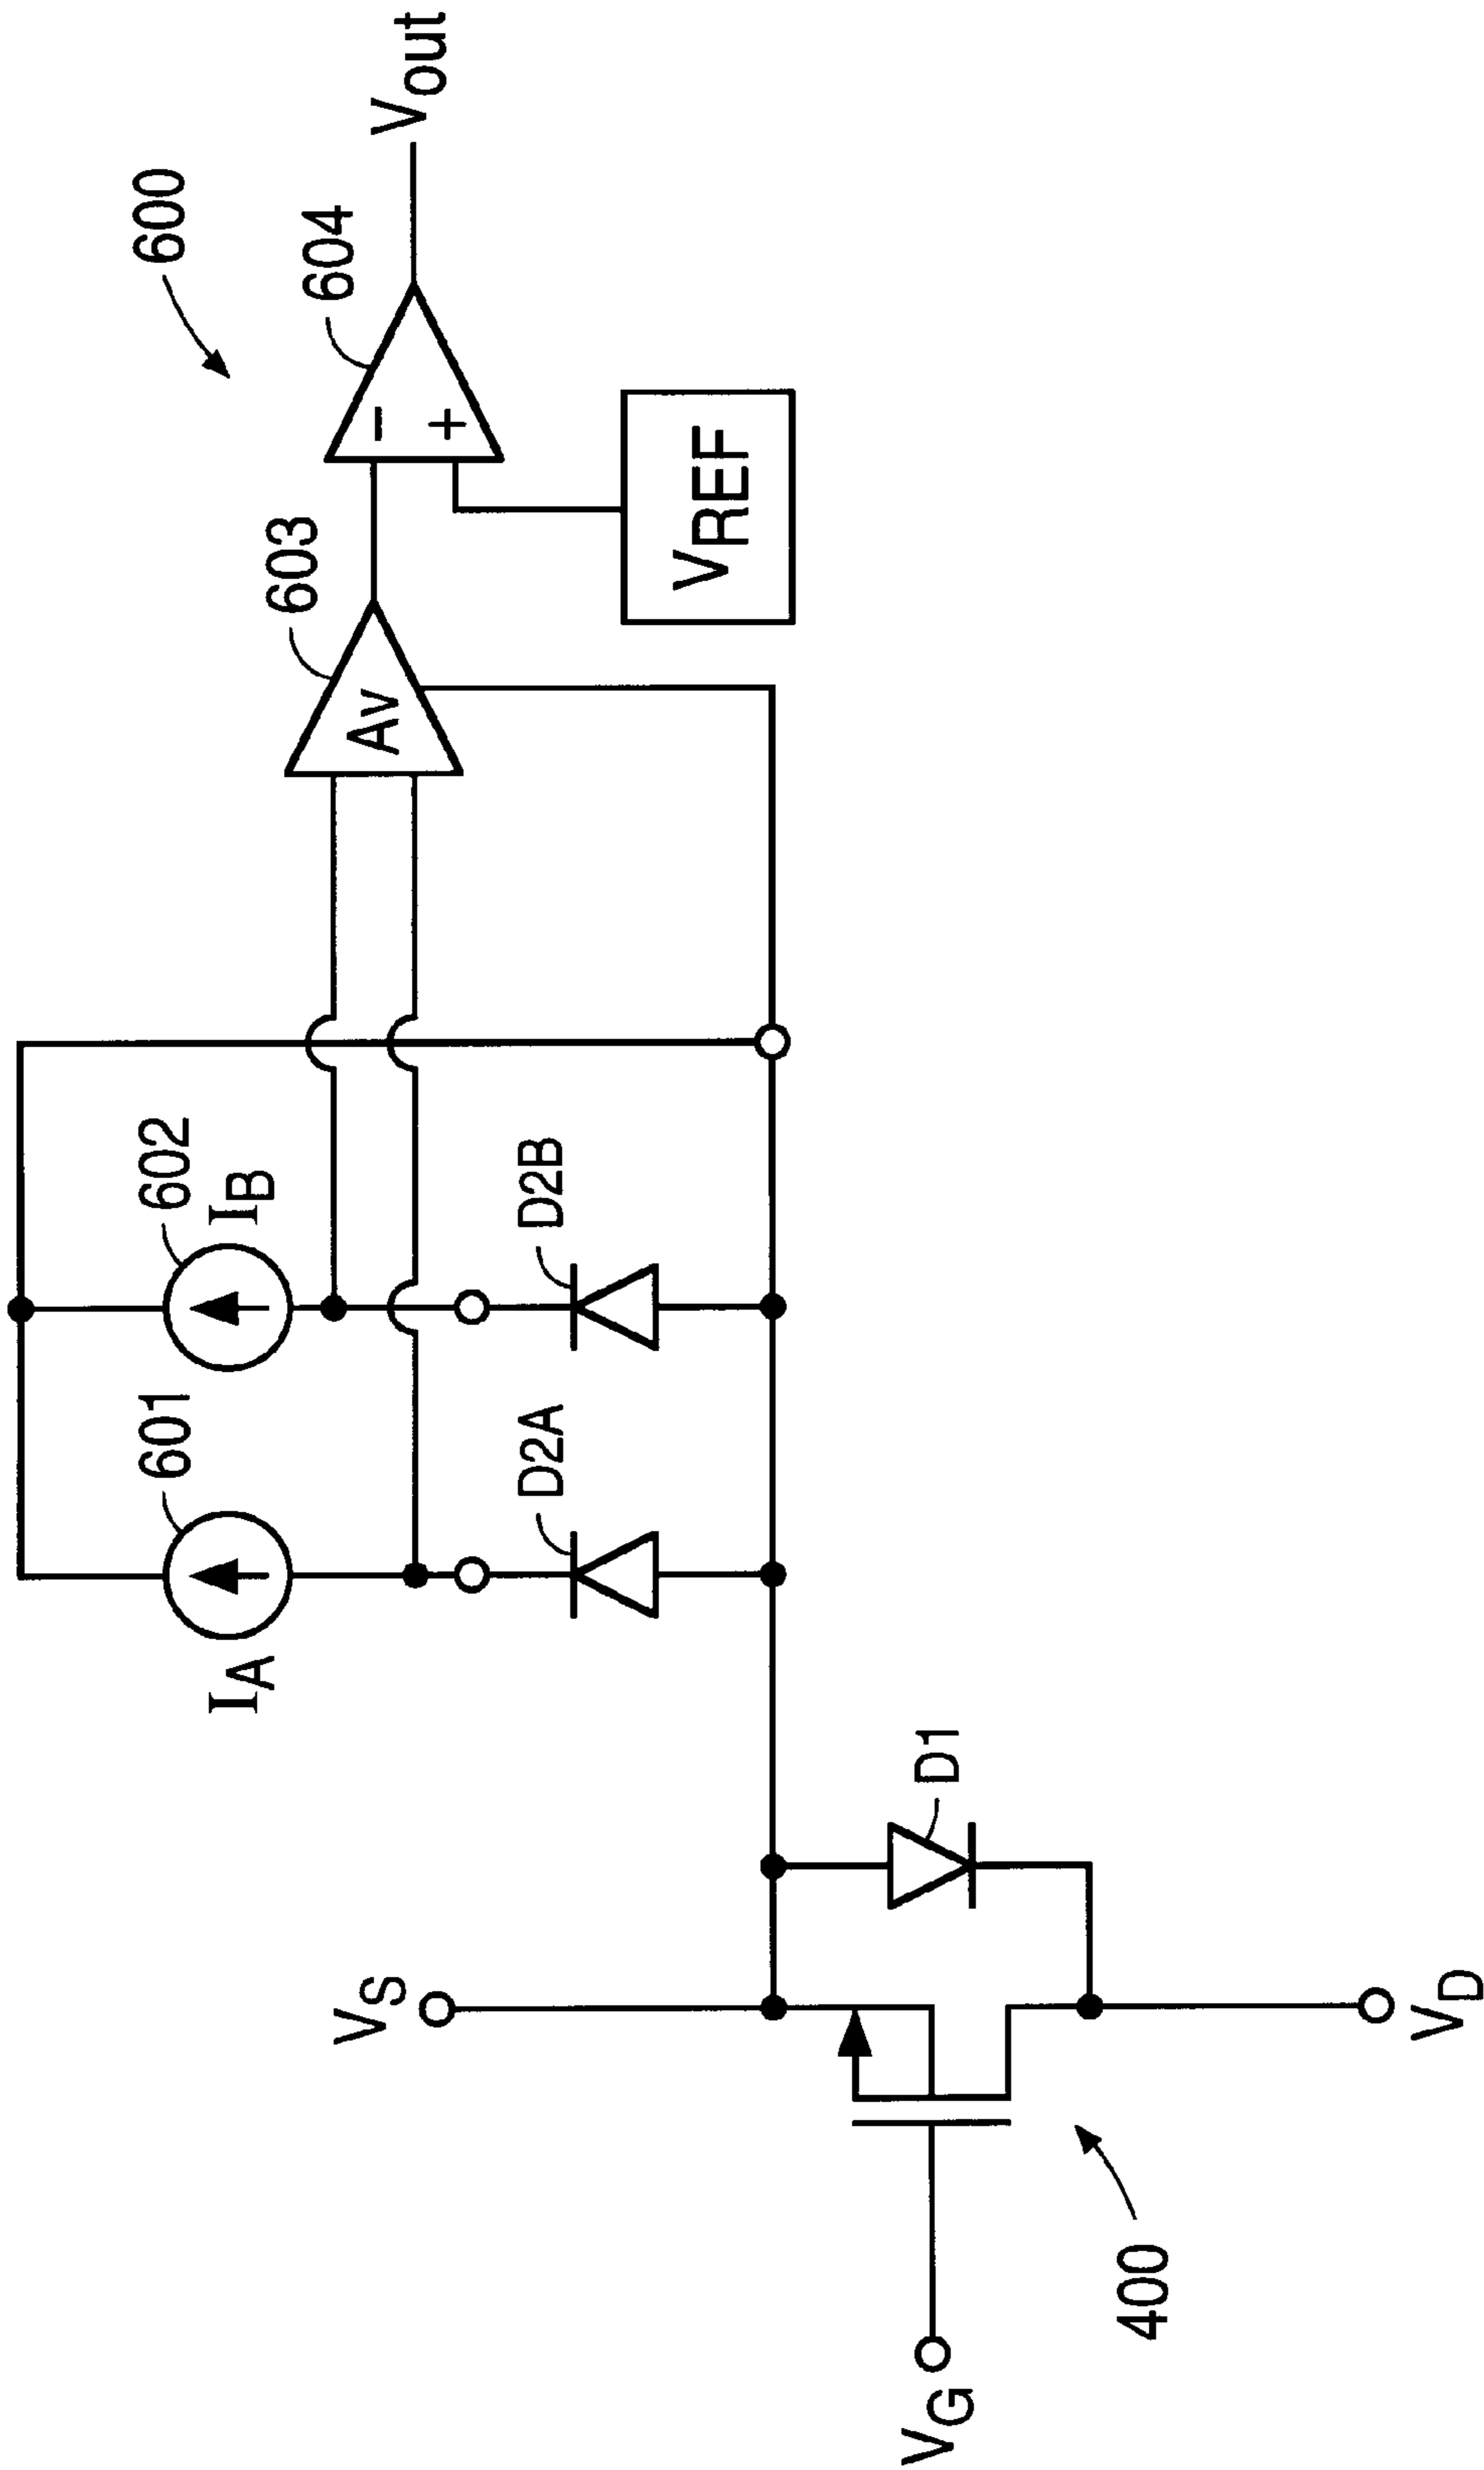 600
604
Vout
603
AV
−
+
VREF
602
IB
601
IA
D2B
D2A
D1
VS
VG
VD
400